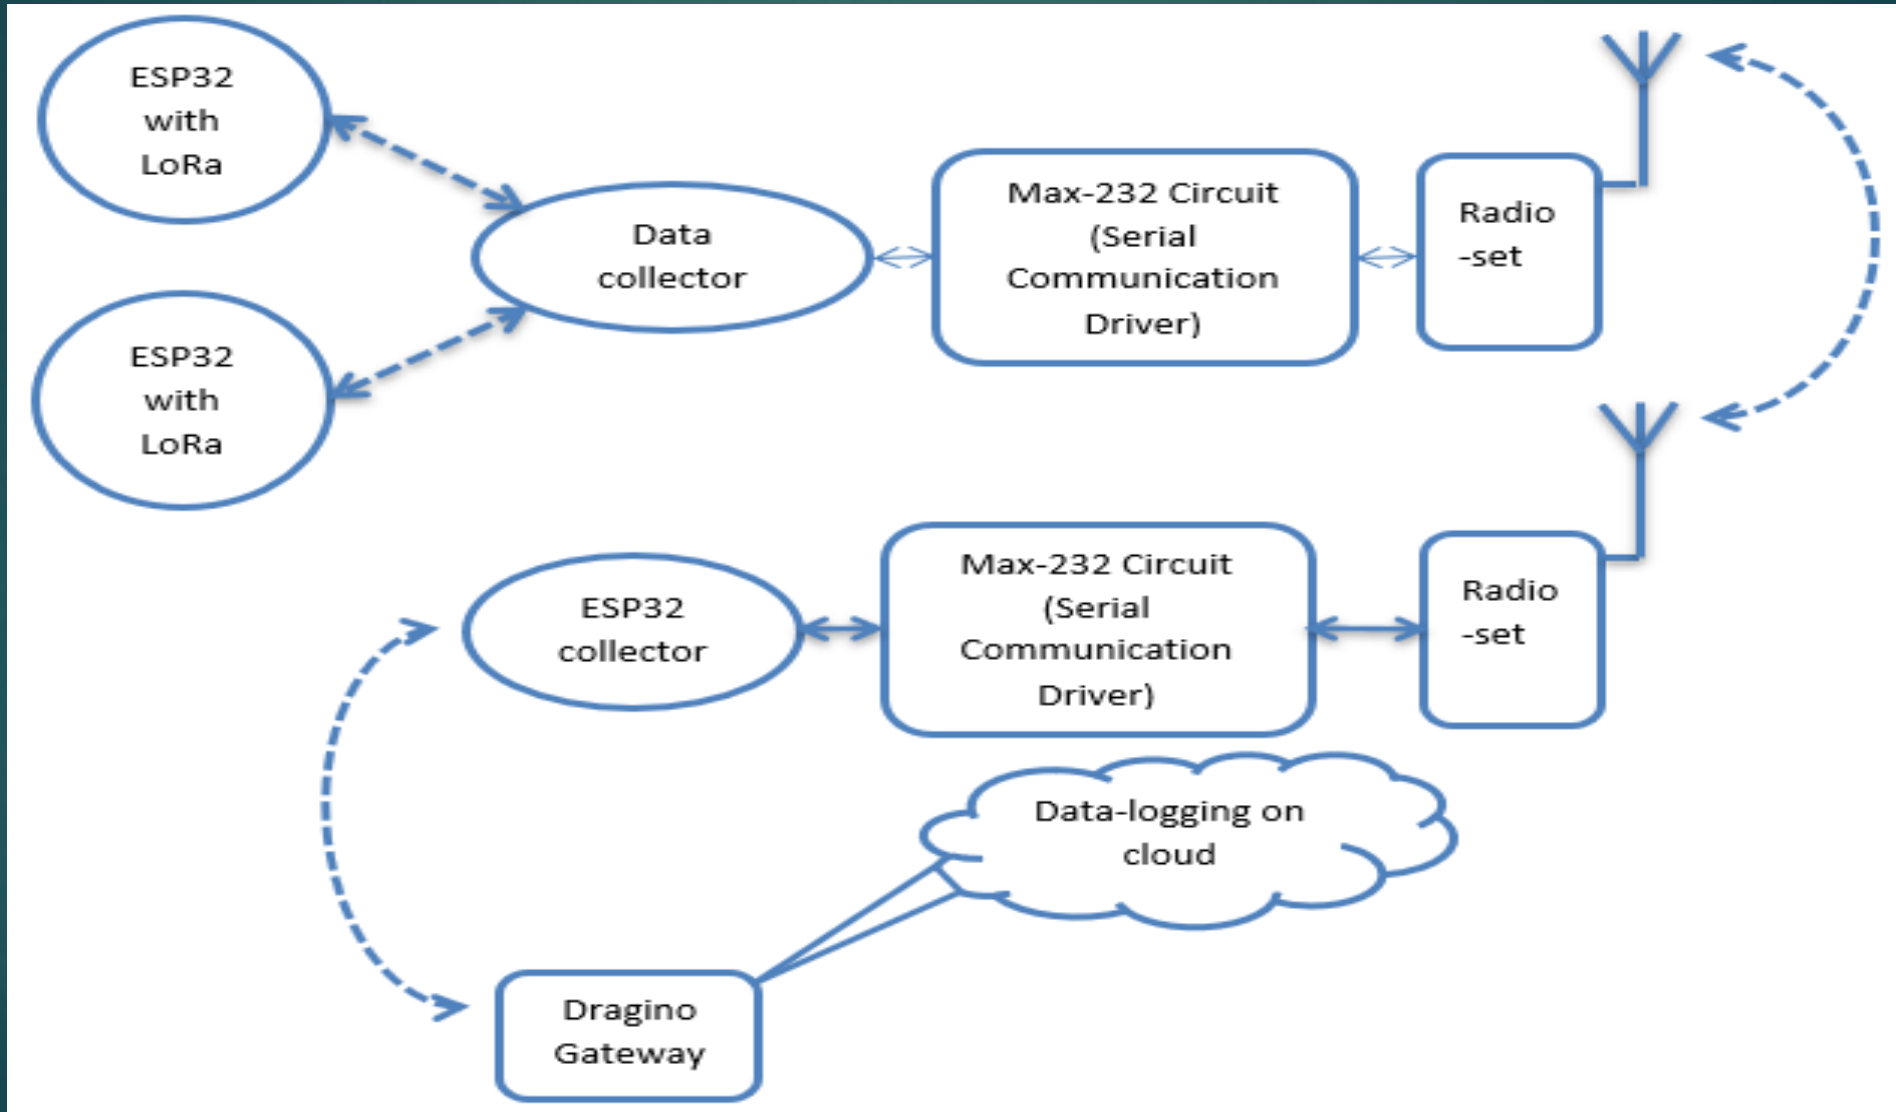 ESP32
with
LoRa
ESP32
with
LoRa
Data
collector
Max-232 Circuit
(Serial
Communication
Driver)
Radio
-set
ESP32
collector
Max-232 Circuit
(Serial
Communication
Driver)
Radio
-set
Data-logging on
cloud
Dragino
Gateway